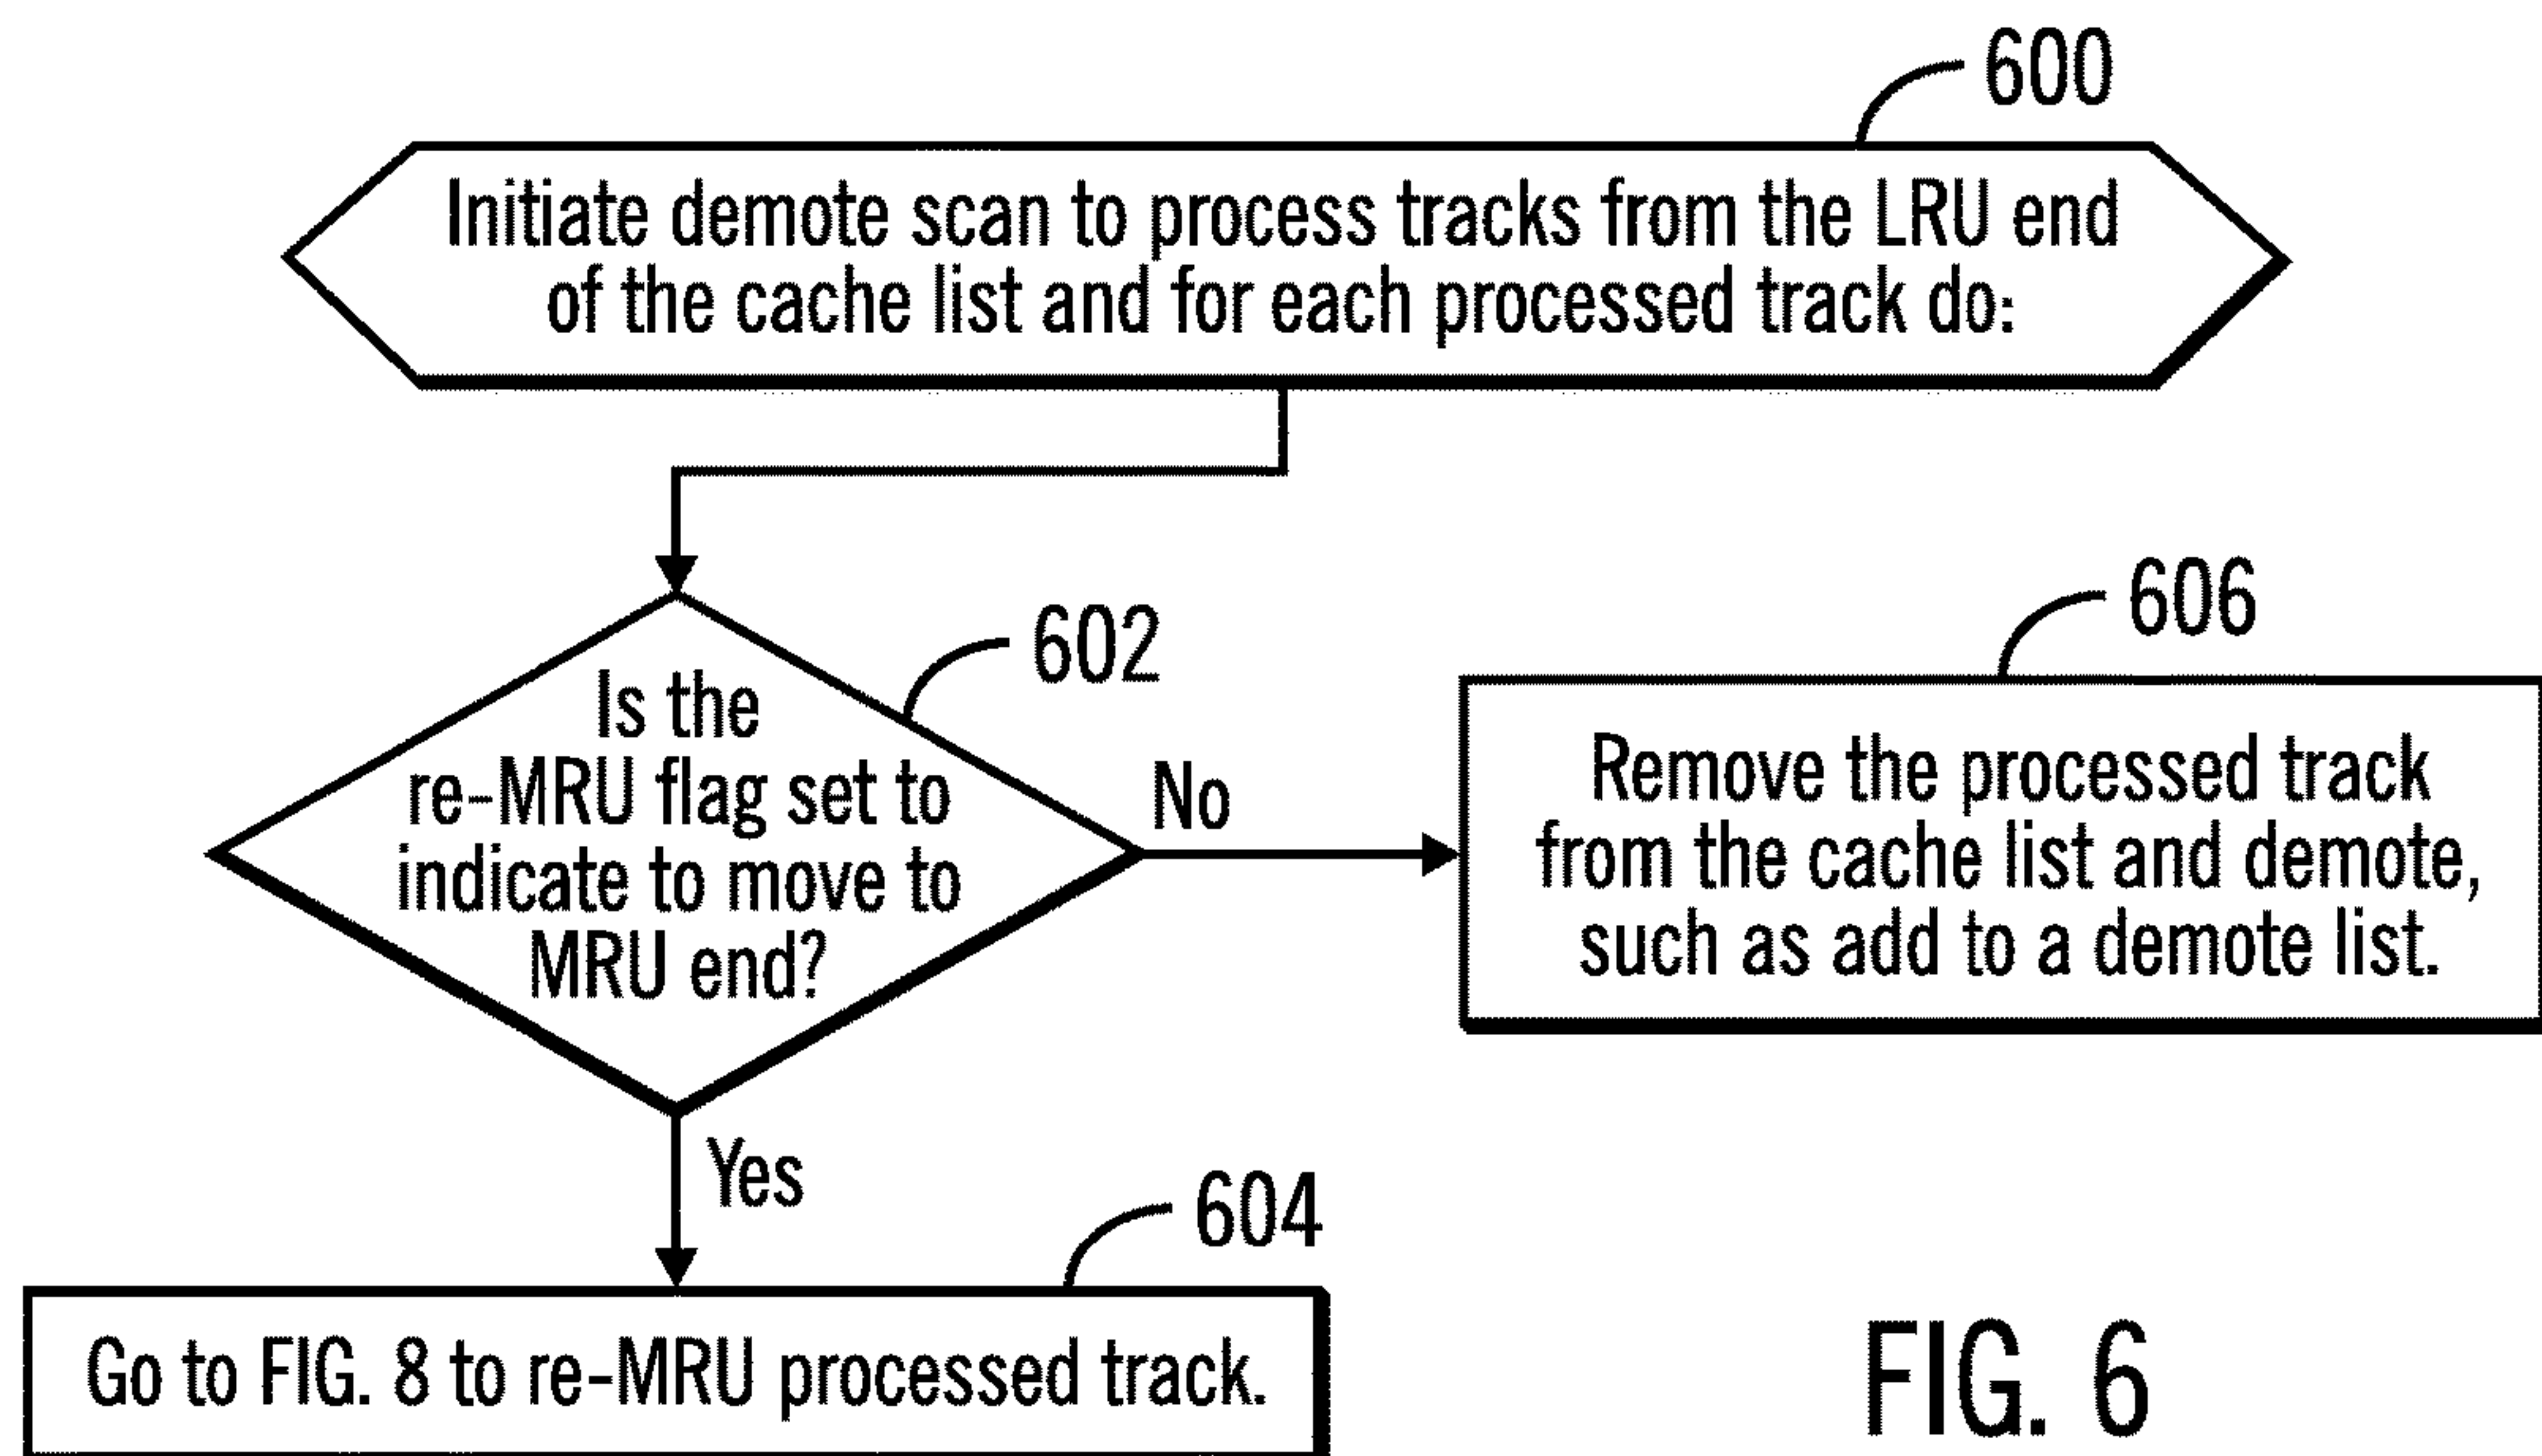 600
Initiate demote scan to process tracks from the LRU end
of the cache list and for each processed track do:
602
Is the
re-MRU flag set to
indicate to move to
MRU end?
No
606
Remove the processed track
from the cache list and demote,
such as add to a demote list.
Yes
604
Go to FIG. 8 to re-MRU processed track.
FIG. 6